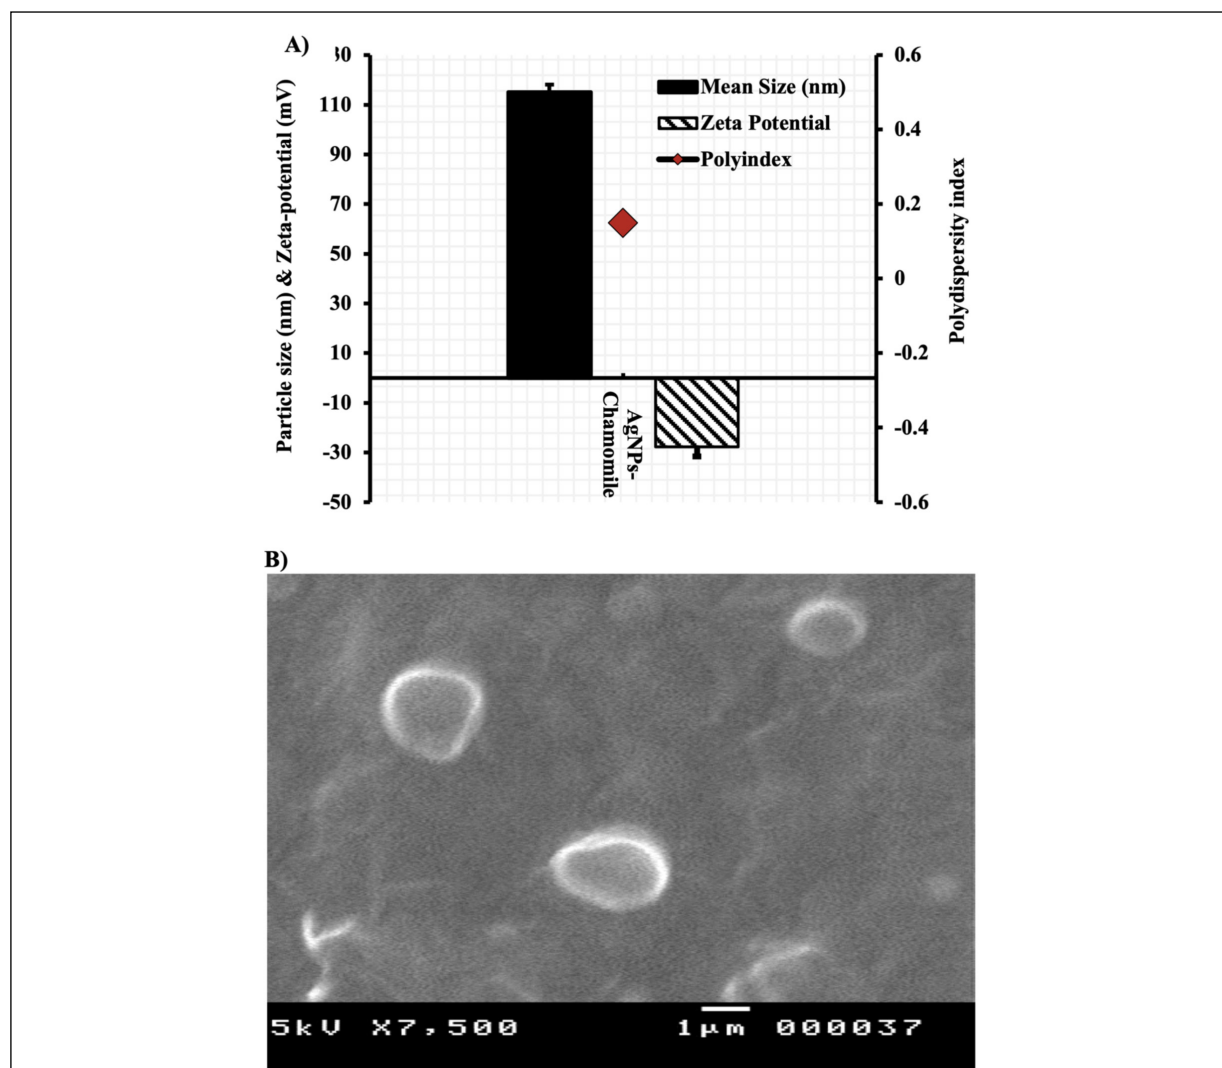 A)
Particle size (nm) & Zeta-potential (mV)
30
110
90
70
50
30
10
-10
-30
-50
Mean Size (nm)
Zeta Potential
Polyindex
AgNPs-
Chamomile
0.6
0.4
0.2
0
-0.2
-0.4
-0.6
Polydispersity index
B)
5kV X7,500 1μm 000037